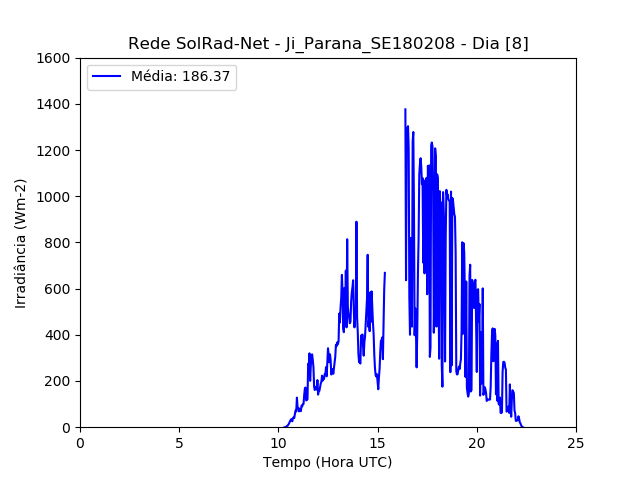 Rede SolRad-Net - Ji_Parana_SE180208 - Dia [8]
Média: 186.37
Irradiância (Wm-2)
1600
1400
1200
1000
800
600
400
200
0
0 5 10 15 20 25
Tempo (Hora UTC)